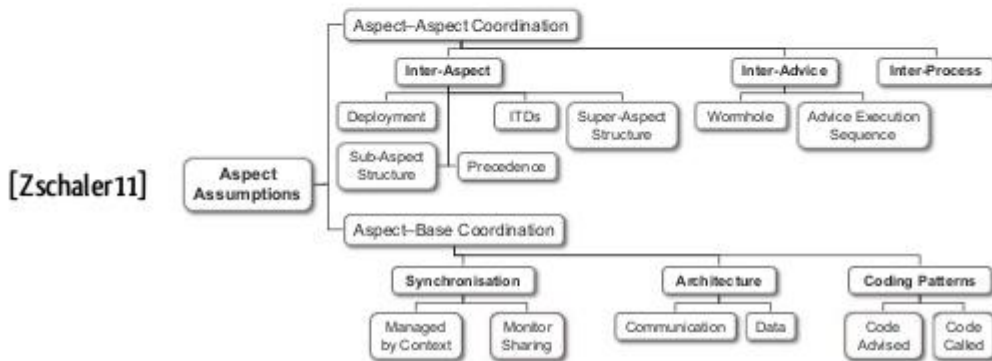 Aspect–Aspect Coordination
Inter-Aspect
Inter-Advice
Inter-Process
Deployment
ITDs
Super-Aspect
Structure
Wormhole
Advice Execution
Sequence
Sub-Aspect
Structure
Precedence
[Zschaler11]
Aspect
Assumptions
Aspect–Base Coordination
Synchronisation
Architecture
Coding Patterns
Managed
by Context
Monitor
Sharing
Communication
Data
Code
Advised
Code
Called